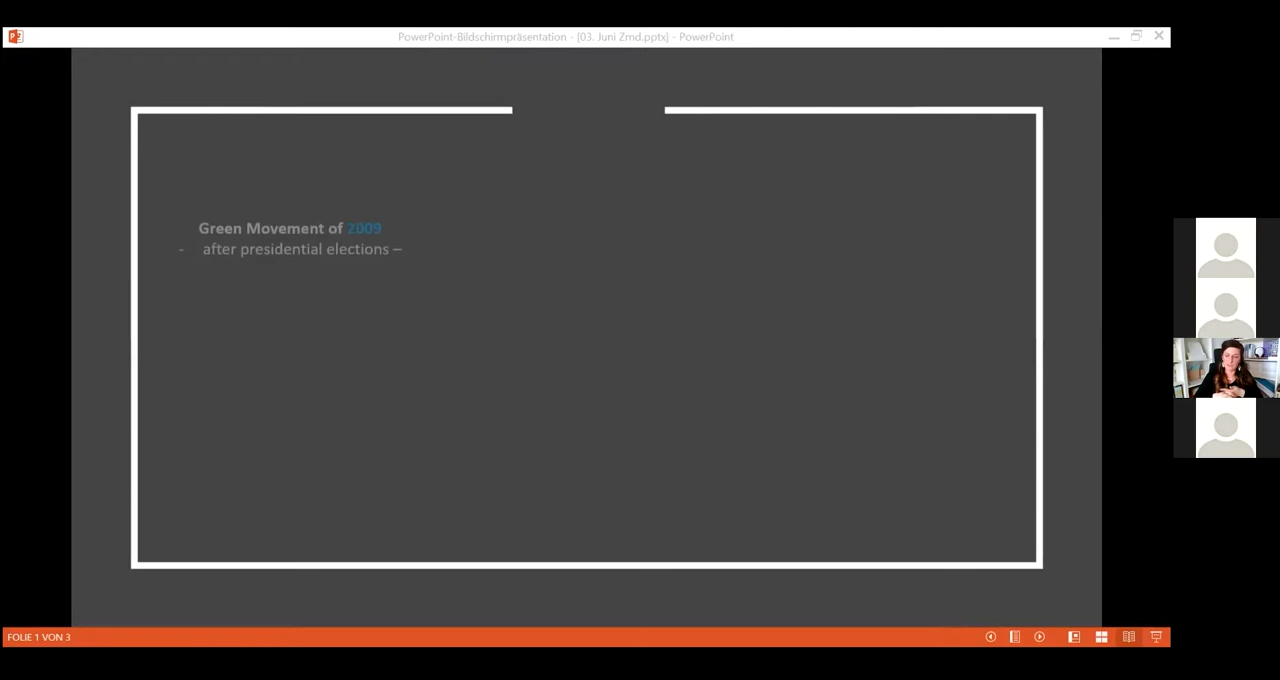 PowerPoint-Bildschirmpräsentation - [03. Juni Zmd.pptx] - PowerPoint
Green Movement of 2009
- after presidential elections –
FOLIE 1 VON 3